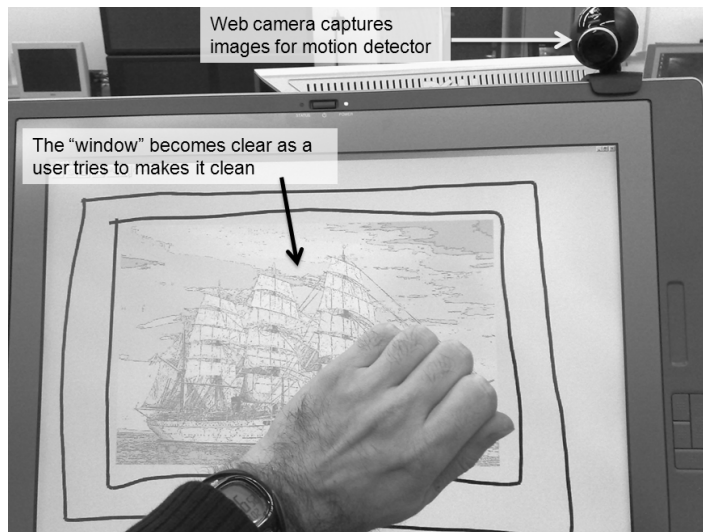 Web camera captures
images for motion detector
The “window” becomes clear as a
user tries to makes it clean